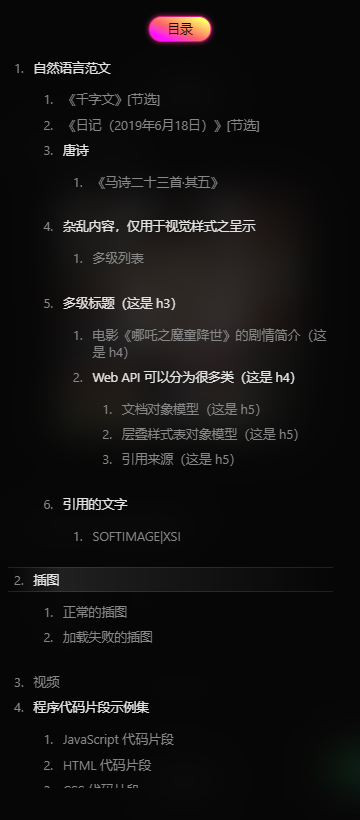 目录
1. 自然语言范文
1. 《千字文》[节选]
2. 《日记（2019年6月18日）》[节选]
3. 唐诗
1. 《马诗二十三首·其五》
4. 杂乱内容，仅用于视觉样式之呈示
1. 多级列表
5. 多级标题（这是 h3）
1. 电影《哪吒之魔童降世》的剧情简介（这
是 h4）
2. Web API 可以分为很多类（这是 h4）
1. 文档对象模型（这是 h5）
2. 层叠样式表对象模型（这是 h5）
3. 引用来源（这是 h5）
6. 引用的文字
1. SOFTIMAGE|XSI
2. 插图
1. 正常的插图
2. 加载失败的插图
3. 视频
4. 程序代码片段示例集
1. JavaScript 代码片段
2. HTML 代码片段
3. CSS 代码片段